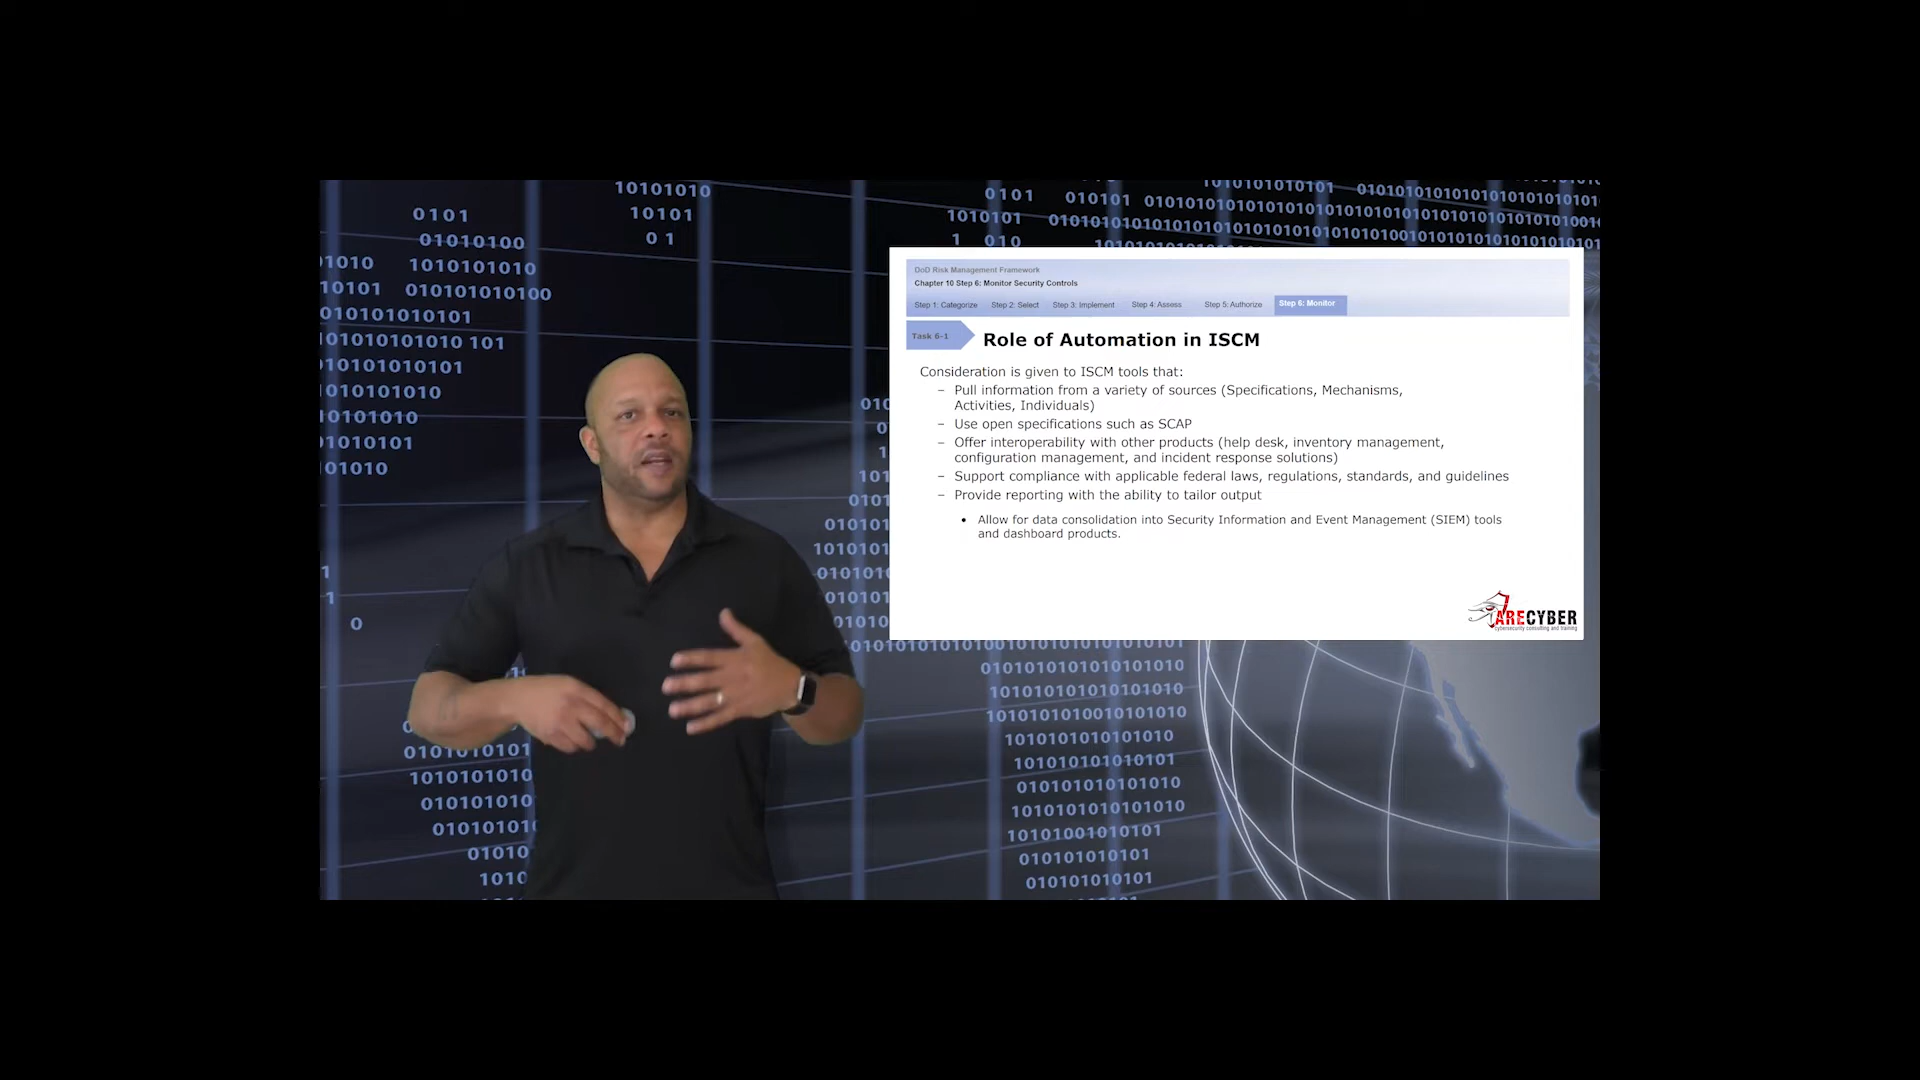 DoD Risk Management Framework
Chapter 10 Step 6: Monitor Security Controls
Step 1: Categorize Step 2: Select Step 3: Implement Step 4: Assess Step 5: Authorize Step 6: Monitor
Task 6-1
Role of Automation in ISCM
Consideration is given to ISCM tools that:
– Pull information from a variety of sources (Specifications, Mechanisms,
Activities, Individuals)
– Use open specifications such as SCAP
– Offer interoperability with other products (help desk, inventory management,
configuration management, and incident response solutions)
– Support compliance with applicable federal laws, regulations, standards, and guidelines
– Provide reporting with the ability to tailor output
• Allow for data consolidation into Security Information and Event Management (SIEM) tools
and dashboard products.
ARECYBER
cybersecurity consulting and training